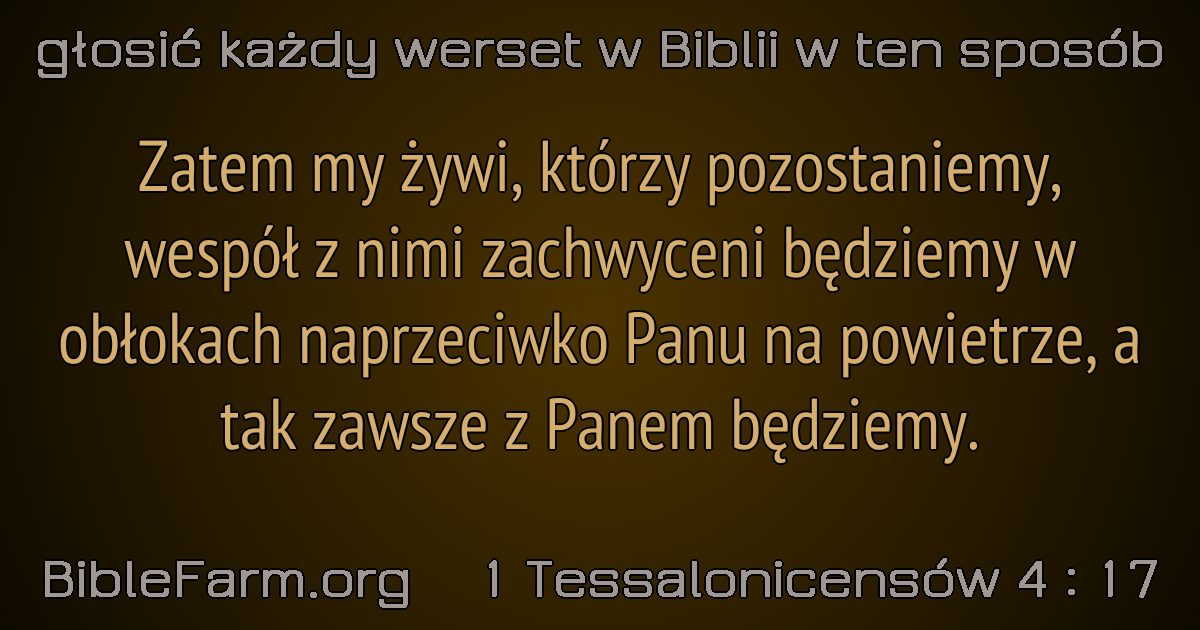 głosić każdy werset w Biblii w ten sposób
Zatem my żywi, którzy pozostaniemy,
wespół z nimi zachwyceni będziemy w
obłokach naprzeciwko Panu na powietrze, a
tak zawsze z Panem będziemy.
BibleFarm.org 1 Tessalonicensów 4 : 17